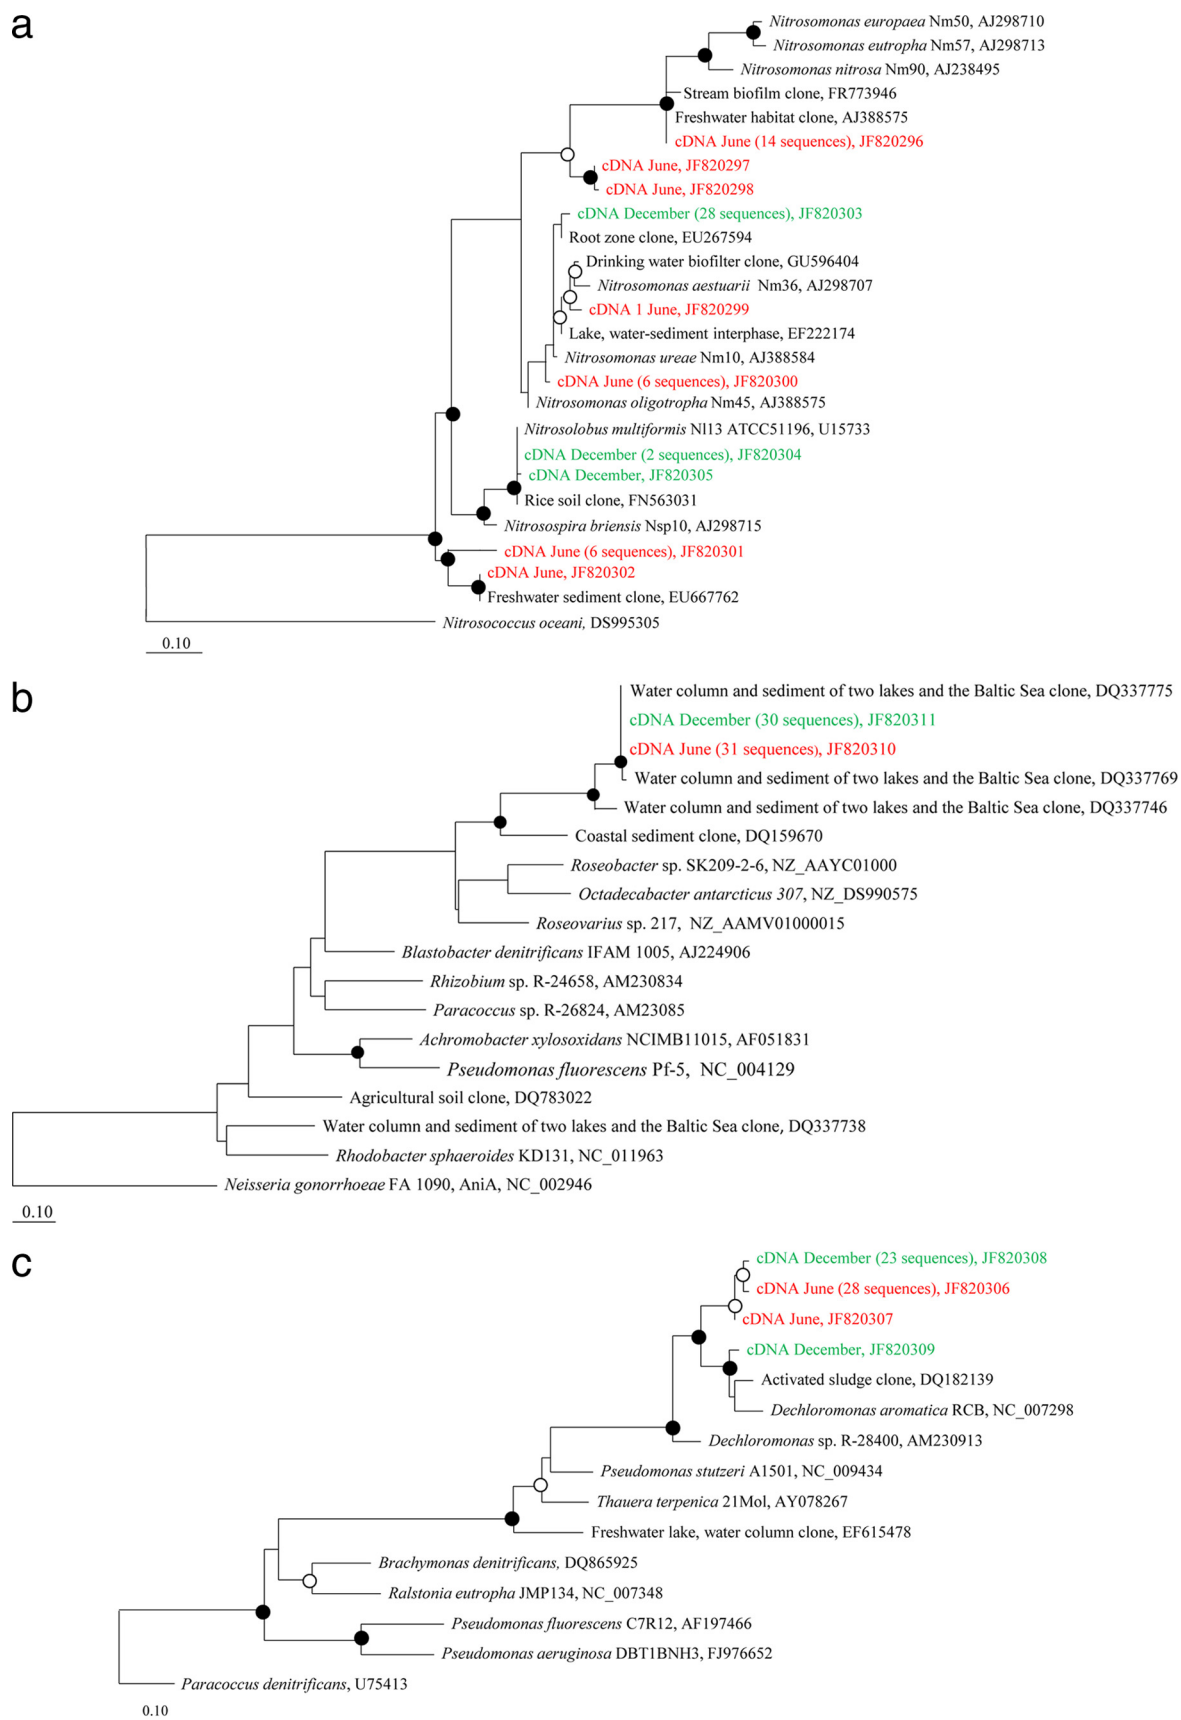 a
Nitrosomonas europaea Nm50, AJ298710
Nitrosomonas eutropha Nm57, AJ298713
Nitrosomonas nitrosa Nm90, AJ238495
Stream biofilm clone, FR773946
Freshwater habitat clone, AJ388575
cDNA June (14 sequences), JF820296
cDNA June, JF820297
cDNA June, JF820298
cDNA December (28 sequences), JF820303
Root zone clone, EU267594
Drinking water biofilter clone, GU596404
Nitrosomonas aestuarii Nm36, AJ298707
cDNA 1 June, JF820299
Lake, water-sediment interphase, EF222174
Nitrosomonas ureae Nm10, AJ388584
cDNA June (6 sequences), JF820300
Nitrosomonas oligotropha Nm45, AJ388575
Nitrosolobus multiformis Nl13 ATCC51196, U15733
cDNA December (2 sequences), JF820304
cDNA December, JF820305
Rice soil clone, FN563031
Nitrosospira briensis Nsp10, AJ298715
cDNA June (6 sequences), JF820301
cDNA June, JF820302
Freshwater sediment clone, EU667762
Nitrosococcus oceani, DS995305
0.10
b
Water column and sediment of two lakes and the Baltic Sea clone, DQ337775
cDNA December (30 sequences), JF820311
cDNA June (31 sequences), JF820310
Water column and sediment of two lakes and the Baltic Sea clone, DQ337769
Water column and sediment of two lakes and the Baltic Sea clone, DQ337746
Coastal sediment clone, DQ159670
Roseobacter sp. SK209-2-6, NZ_AAYC01000
Octadecabacter antarcticus 307, NZ_DS990575
Roseovarius sp. 217, NZ_AAMV01000015
Blastobacter denitrificans IFAM 1005, AJ224906
Rhizobium sp. R-24658, AM230834
Paracoccus sp. R-26824, AM23085
Achromobacter xylosoxidans NCIMB11015, AF051831
Pseudomonas fluorescens Pf-5, NC_004129
Agricultural soil clone, DQ783022
Water column and sediment of two lakes and the Baltic Sea clone, DQ337738
Rhodobacter sphaeroides KD131, NC_011963
Neisseria gonorrhoeae FA 1090, AniA, NC_002946
0.10
c
cDNA December (23 sequences), JF820308
cDNA June (28 sequences), JF820306
cDNA June, JF820307
cDNA December, JF820309
Activated sludge clone, DQ182139
Dechloromonas aromatica RCB, NC_007298
Dechloromonas sp. R-28400, AM230913
Pseudomonas stutzeri A1501, NC_009434
Thauera terpenica 21Mol, AY078267
Freshwater lake, water column clone, EF615478
Brachymonas denitrificans, DQ865925
Ralstonia eutropha JMP134, NC_007348
Pseudomonas fluorescens C7R12, AF197466
Pseudomonas aeruginosa DBT1BNH3, FJ976652
Paracoccus denitrificans, U75413
0.10